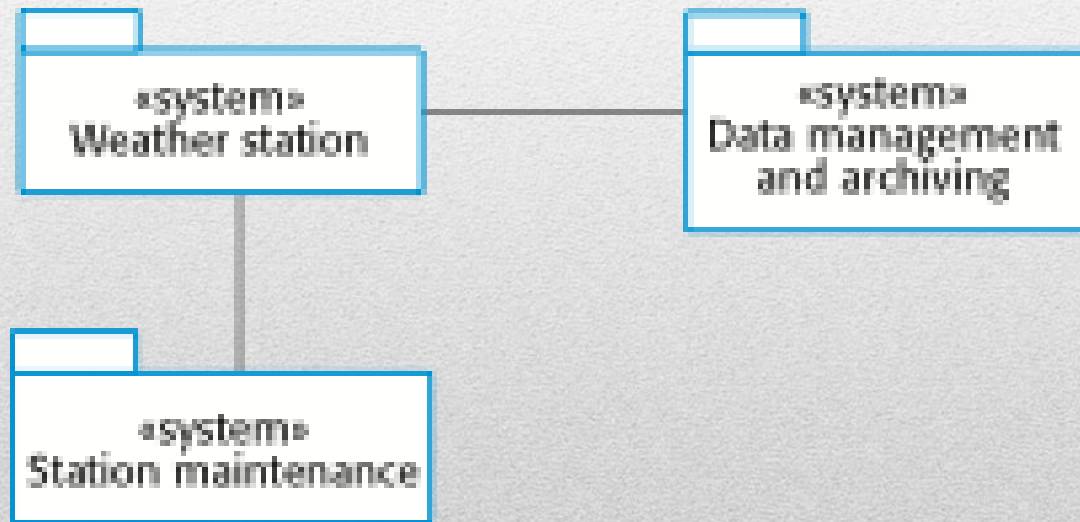 «system»
Weather station
«system»
Data management
and archiving
«system»
Station maintenance